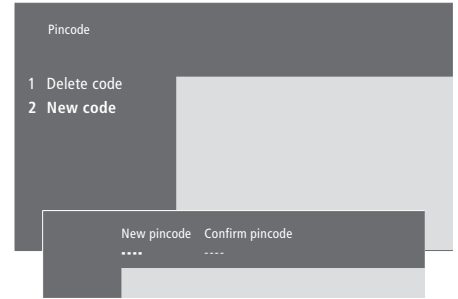 Pincode
1 Delete code
2 New code
New pincode Confirm pincode
---- ----